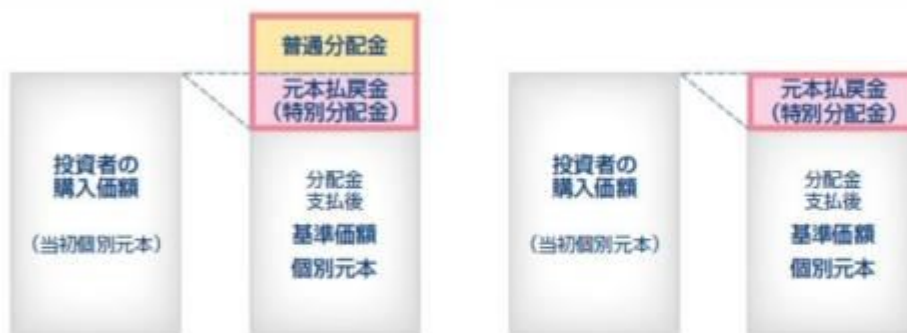 普通分配金
元本払戻金
(特別分配金)
投資者の
購入価額
(当初個別元本)
分配金
支払後
基準価額
個別元本
元本払戻金
(特別分配金)
投資者の
購入価額
(当初個別元本)
分配金
支払後
基準価額
個別元本